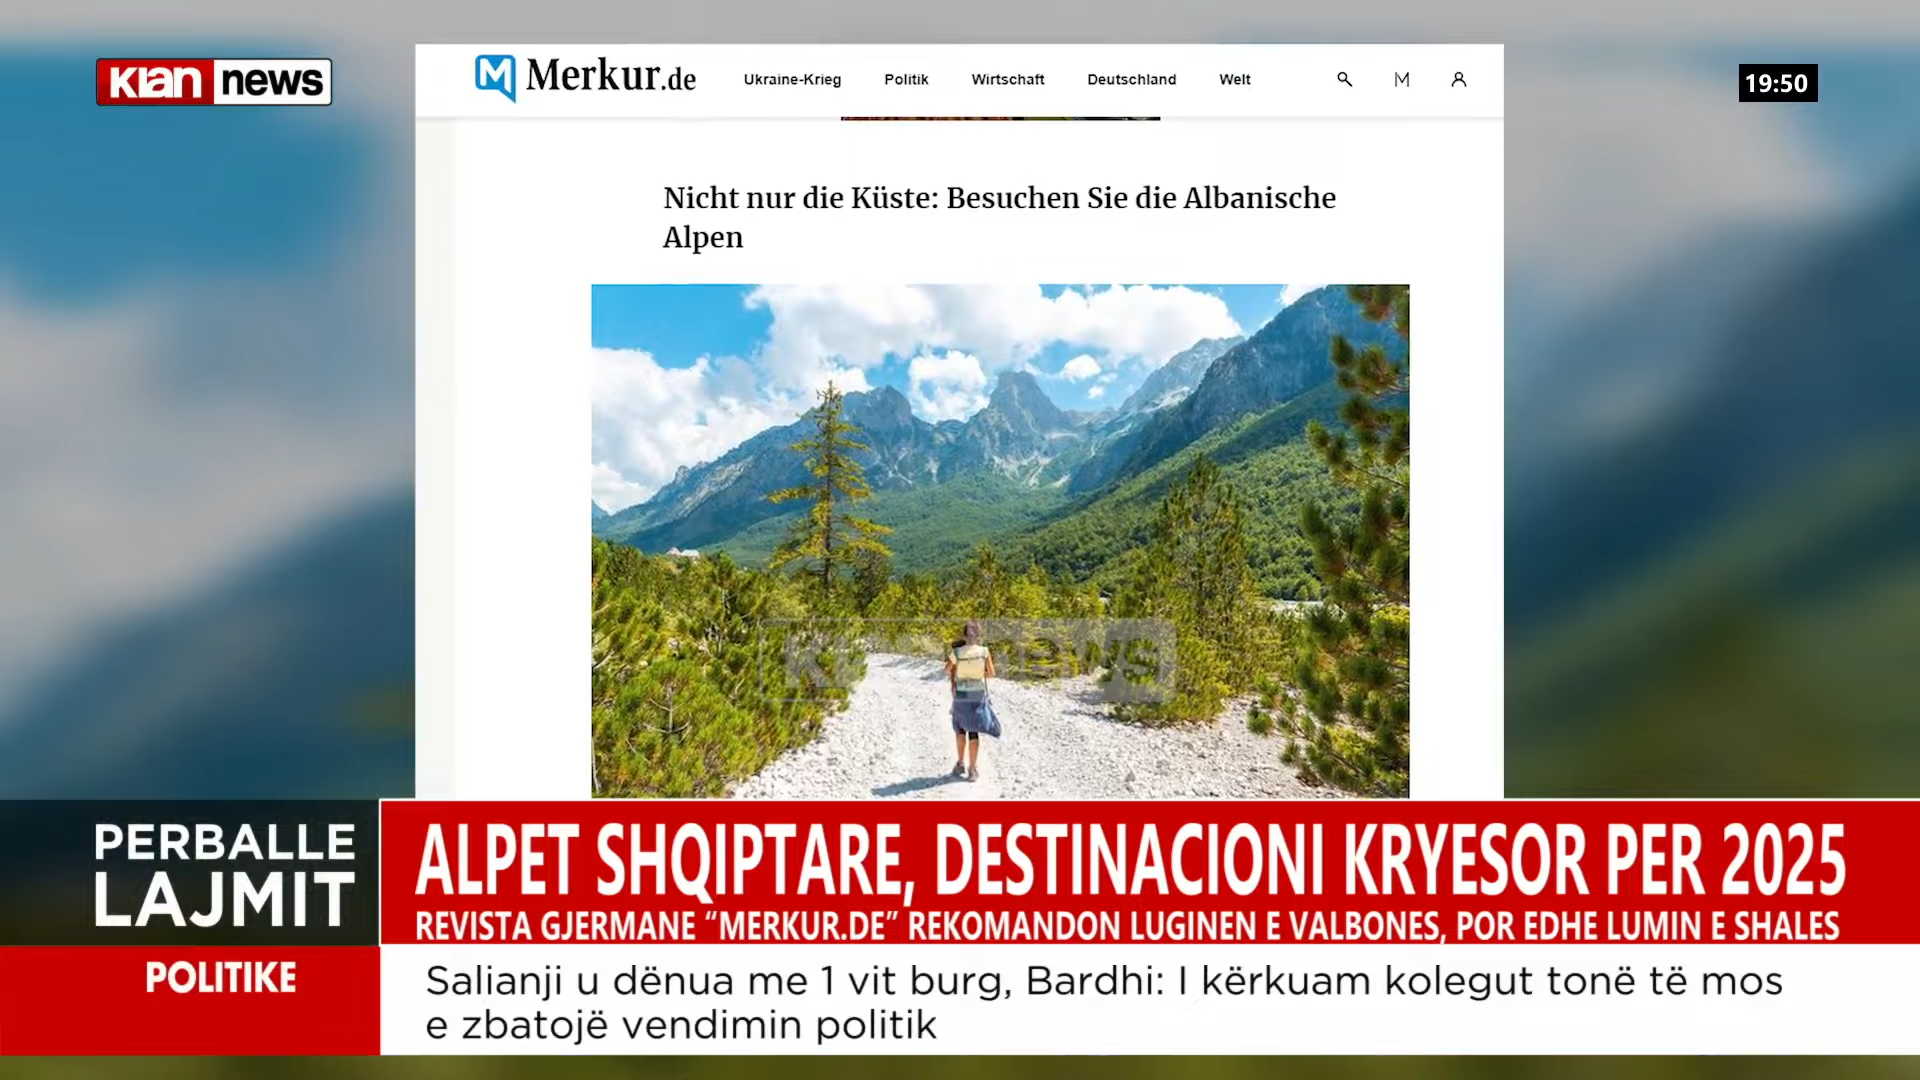 Klan news
Merkur.de
Ukraine-Krieg Politik Wirtschaft Deutschland Welt
19:50
Nicht nur die Küste: Besuchen Sie die Albanische
Alpen
KLAN news
PERBALLE
LAJMIT
ALPET SHQIPTARE, DESTINACIONI KRYESOR PER 2025
REVISTA GJERMANE “MERKUR.DE” REKOMANDON LUGINEN E VALBONES, POR EDHE LUMIN E SHALES
POLITIKE
Salianji u dënua me 1 vit burg, Bardhi: I kërkuam kolegut tonë të mos
e zbatojë vendimin politik